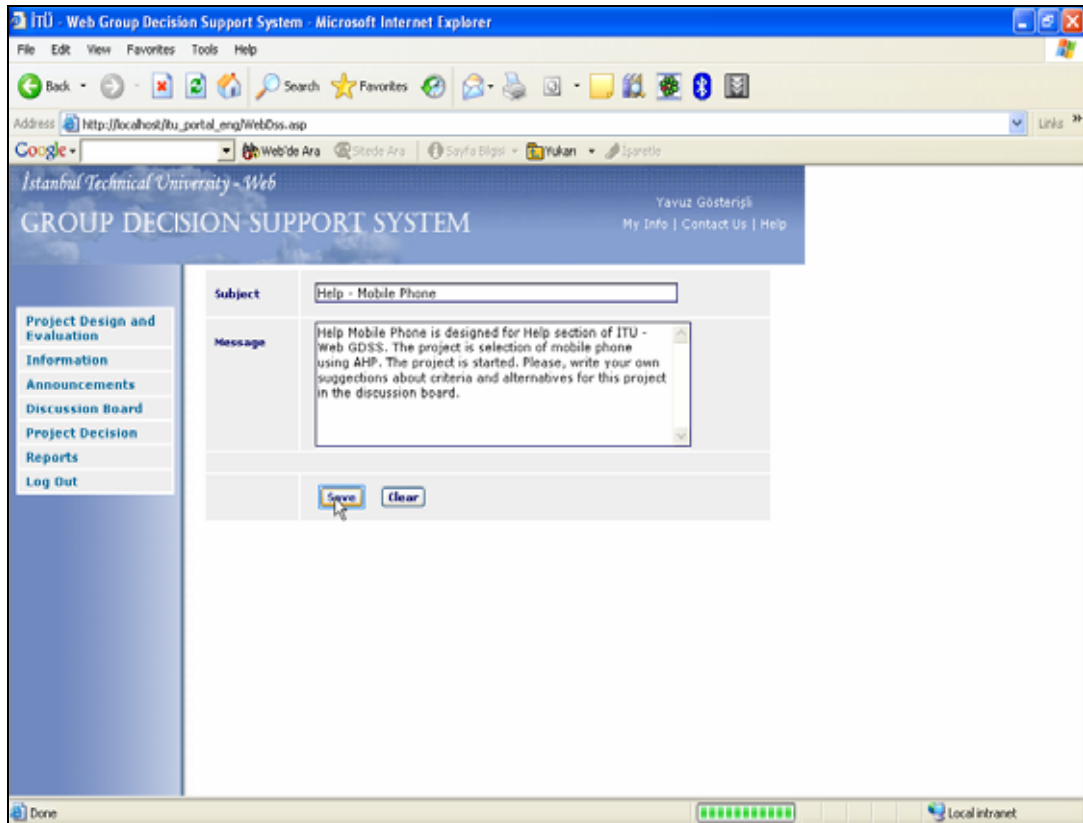 İTÜ - Web Group Decision Support System - Microsoft Internet Explorer
File Edit View Favorites Tools Help
Back Search Favorites
Address http://localhost/itu_portal_eng/WebDss.asp Links
Google Web'de Ara Sitede Ara Sayfa Bilgisi Yukarı İşaretle
İstanbul Technical University - Web
GROUP DECISION SUPPORT SYSTEM
Yavuz Gösterişli
My Info | Contact Us | Help
Subject Help - Mobile Phone
Project Design and
Evaluation
Information
Announcements
Discussion Board
Project Decision
Reports
Log Out
Message
Help Mobile Phone is designed for Help section of ITU -
Web GDSS. The project is selection of mobile phone
using AHP. The project is started. Please, write your own
suggestions about criteria and alternatives for this project
in the discussion board.
Save Clear
Done Local intranet